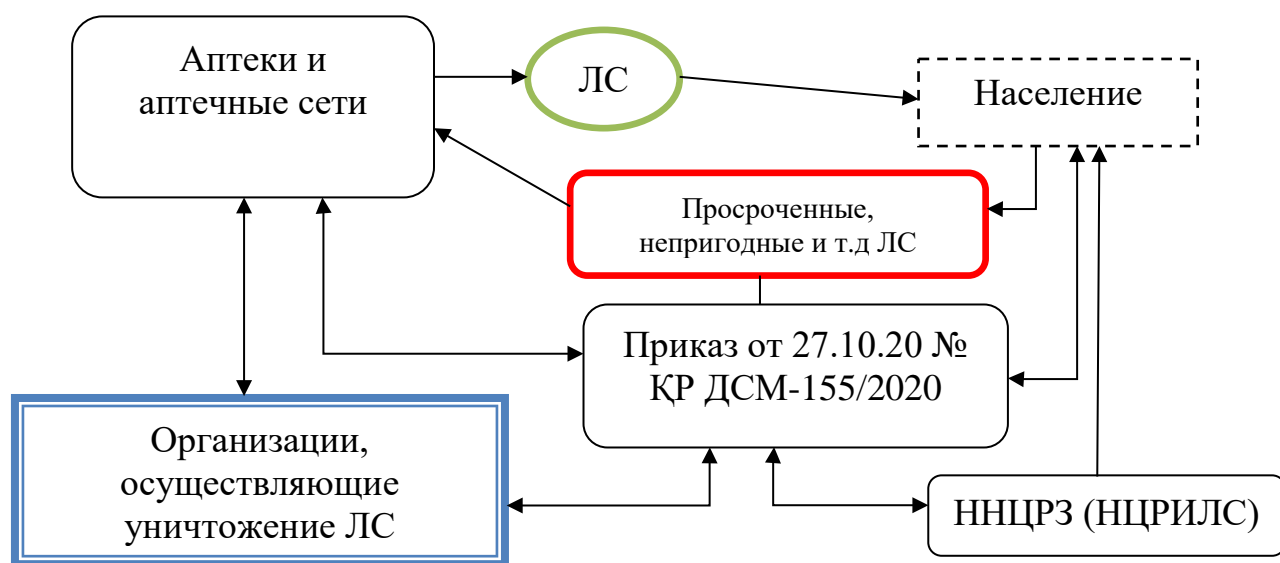 Аптеки и
аптечные сети
ЛС
Население
Просроченные,
непригодные и т.д ЛС
Приказ от 27.10.20 №
ҚР ДСМ-155/2020
Организации,
осуществляющие
уничтожение ЛС
ННЦРЗ (НЦРИЛС)